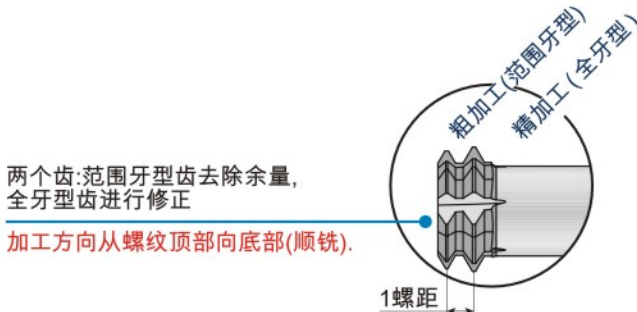 粗加工(范围牙型)
精加工(全牙型)
两个齿:范围牙型齿去除余量,
全牙型齿进行修正
加工方向从螺纹顶部向底部(顺铣).
1螺距